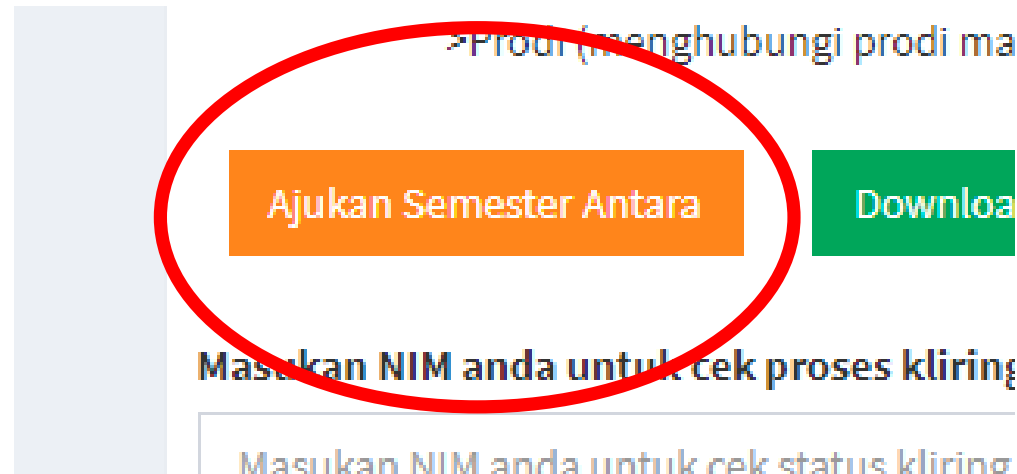 >Prodi (menghubungi prodi ma
Ajukan Semester Antara Downloa
Masukan NIM anda untuk cek proses kliring
Masukan NIM anda untuk cek status kliring